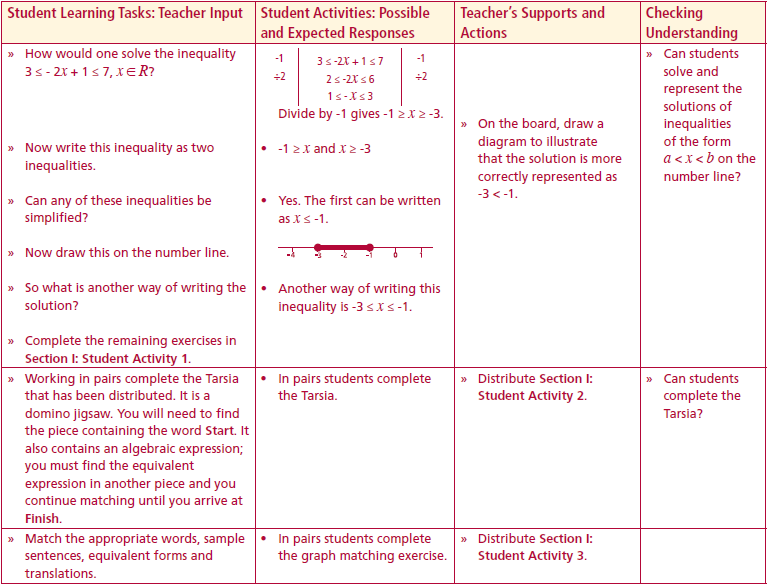 Student Learning Tasks: Teacher Input
Student Activities: Possible
and Expected Responses
Teacher's Supports and
Actions
Checking
Understanding
» How would one solve the inequality
3 ≤ - 2x + 1 ≤ 7, x ∈ R?
» Now write this inequality as two
inequalities.
» Can any of these inequalities be
simplified?
» Now draw this on the number line.
» So what is another way of writing the
solution?
» Complete the remaining exercises in
Section I: Student Activity 1.
-1 3 ≤ -2x + 1 ≤ 7 -1
÷2 2 ≤ -2x ≤ 6 ÷2
1 ≤ - x ≤ 3
Divide by -1 gives -1 ≥ x ≥ -3.
• -1 ≥ x and x ≥ -3
• Yes. The first can be written
as x ≤ -1.
-4 -3 -2 -1 0 1
• Another way of writing this
inequality is -3 ≤ x ≤ -1.
» On the board, draw a
diagram to illustrate
that the solution is more
correctly represented as
-3 < -1.
» Can students
solve and
represent the
solutions of
inequalities
of the form
a < x < b on the
number line?
» Working in pairs complete the Tarsia
that has been distributed. It is a
domino jigsaw. You will need to find
the piece containing the word Start. It
also contains an algebraic expression;
you must find the equivalent
expression in another piece and you
continue matching until you arrive at
Finish.
• In pairs students complete
the Tarsia.
» Distribute Section I:
Student Activity 2.
» Can students
complete the
Tarsia?
» Match the appropriate words, sample
sentences, equivalent forms and
translations.
• In pairs students complete
the graph matching exercise.
» Distribute Section I:
Student Activity 3.